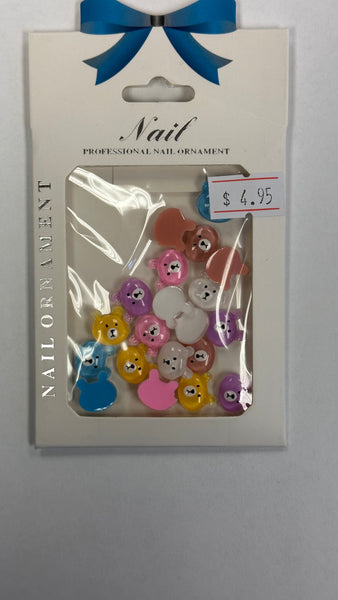 Nail
PROFESSIONAL NAIL ORNAMENT
$ 4.95
NAIL ORNAMENT